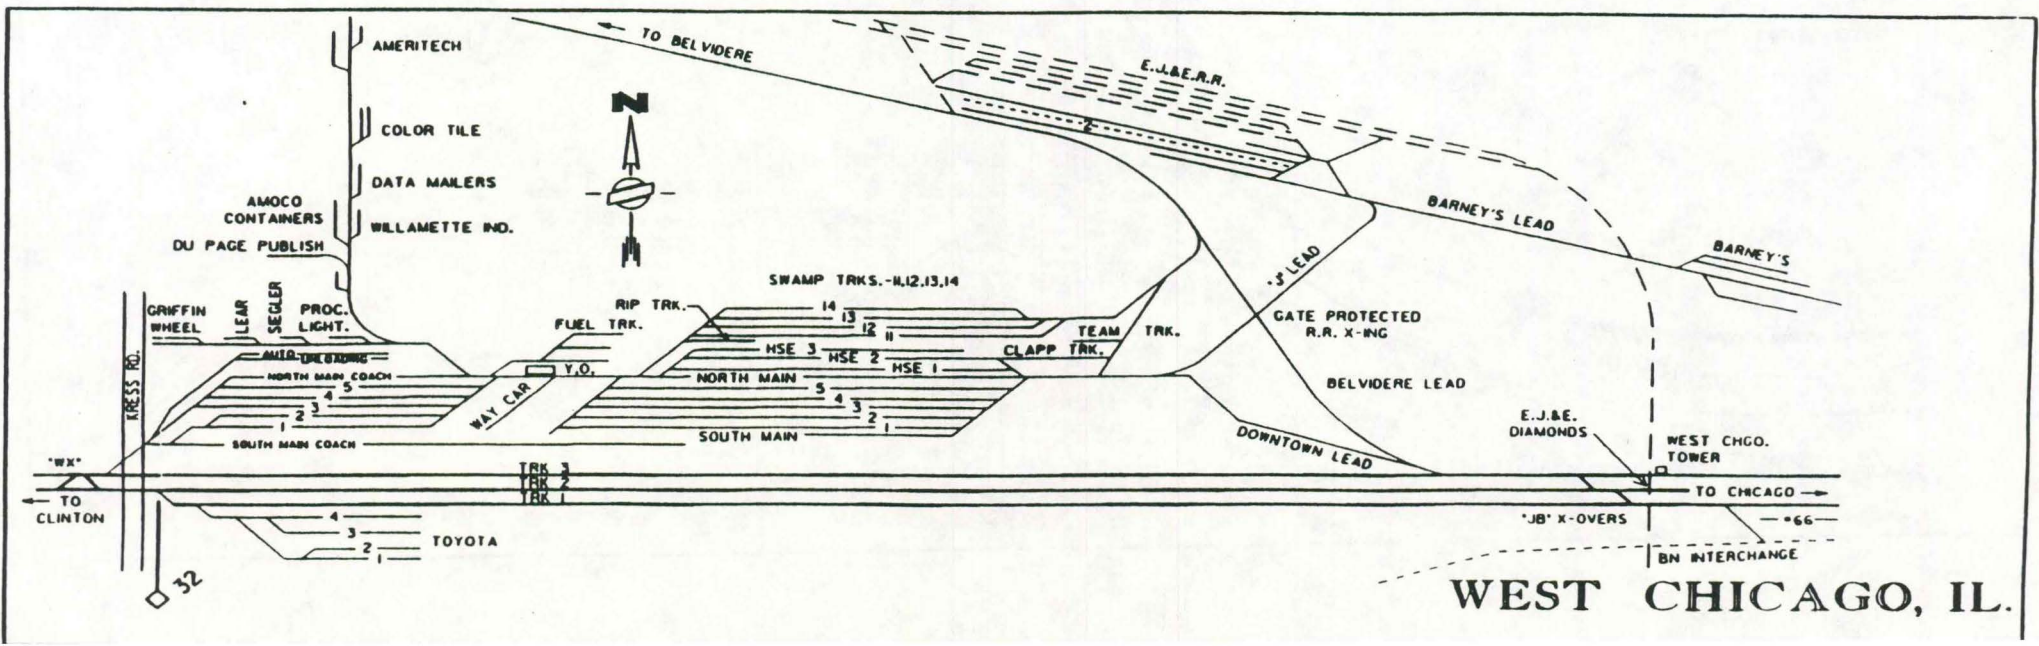 AMERITECH
COLOR TILE
DATA MAILERS
AMOCO
CONTAINERS
WILLAMETTE IND.
DU PAGE PUBLISH
GRIFFIN
WHEEL
LEAR
SIEGLER
PROC.
LIGHT.
KRESS RD.
AUTO UNLOADING
NORTH MAIN COACH
5
4
3
2
1
SOUTH MAIN COACH
"WX"
TO
CLINTON
32
N
TO BELVIDERE
E.J.&E.R.R.
2
BARNEY'S LEAD
BARNEY'S
"J" LEAD
SWAMP TRKS.-11,12,13,14
RIP TRK.
FUEL TRK.
14
13
12
11
HSE 3
HSE 2
HSE 1
TEAM TRK.
CLAPP TRK.
GATE PROTECTED
R.R. X-ING
Y.O.
WAY CAR
NORTH MAIN
5
4
3
2
1
SOUTH MAIN
BELVIDERE LEAD
DOWNTOWN LEAD
E.J.&E.
DIAMONDS
WEST CHGO.
TOWER
TRK 3
TRK 2
TRK 1
TO CHICAGO
"JB" X-OVERS
BN INTERCHANGE
4
3
2
1
TOYOTA
WEST CHICAGO, IL.